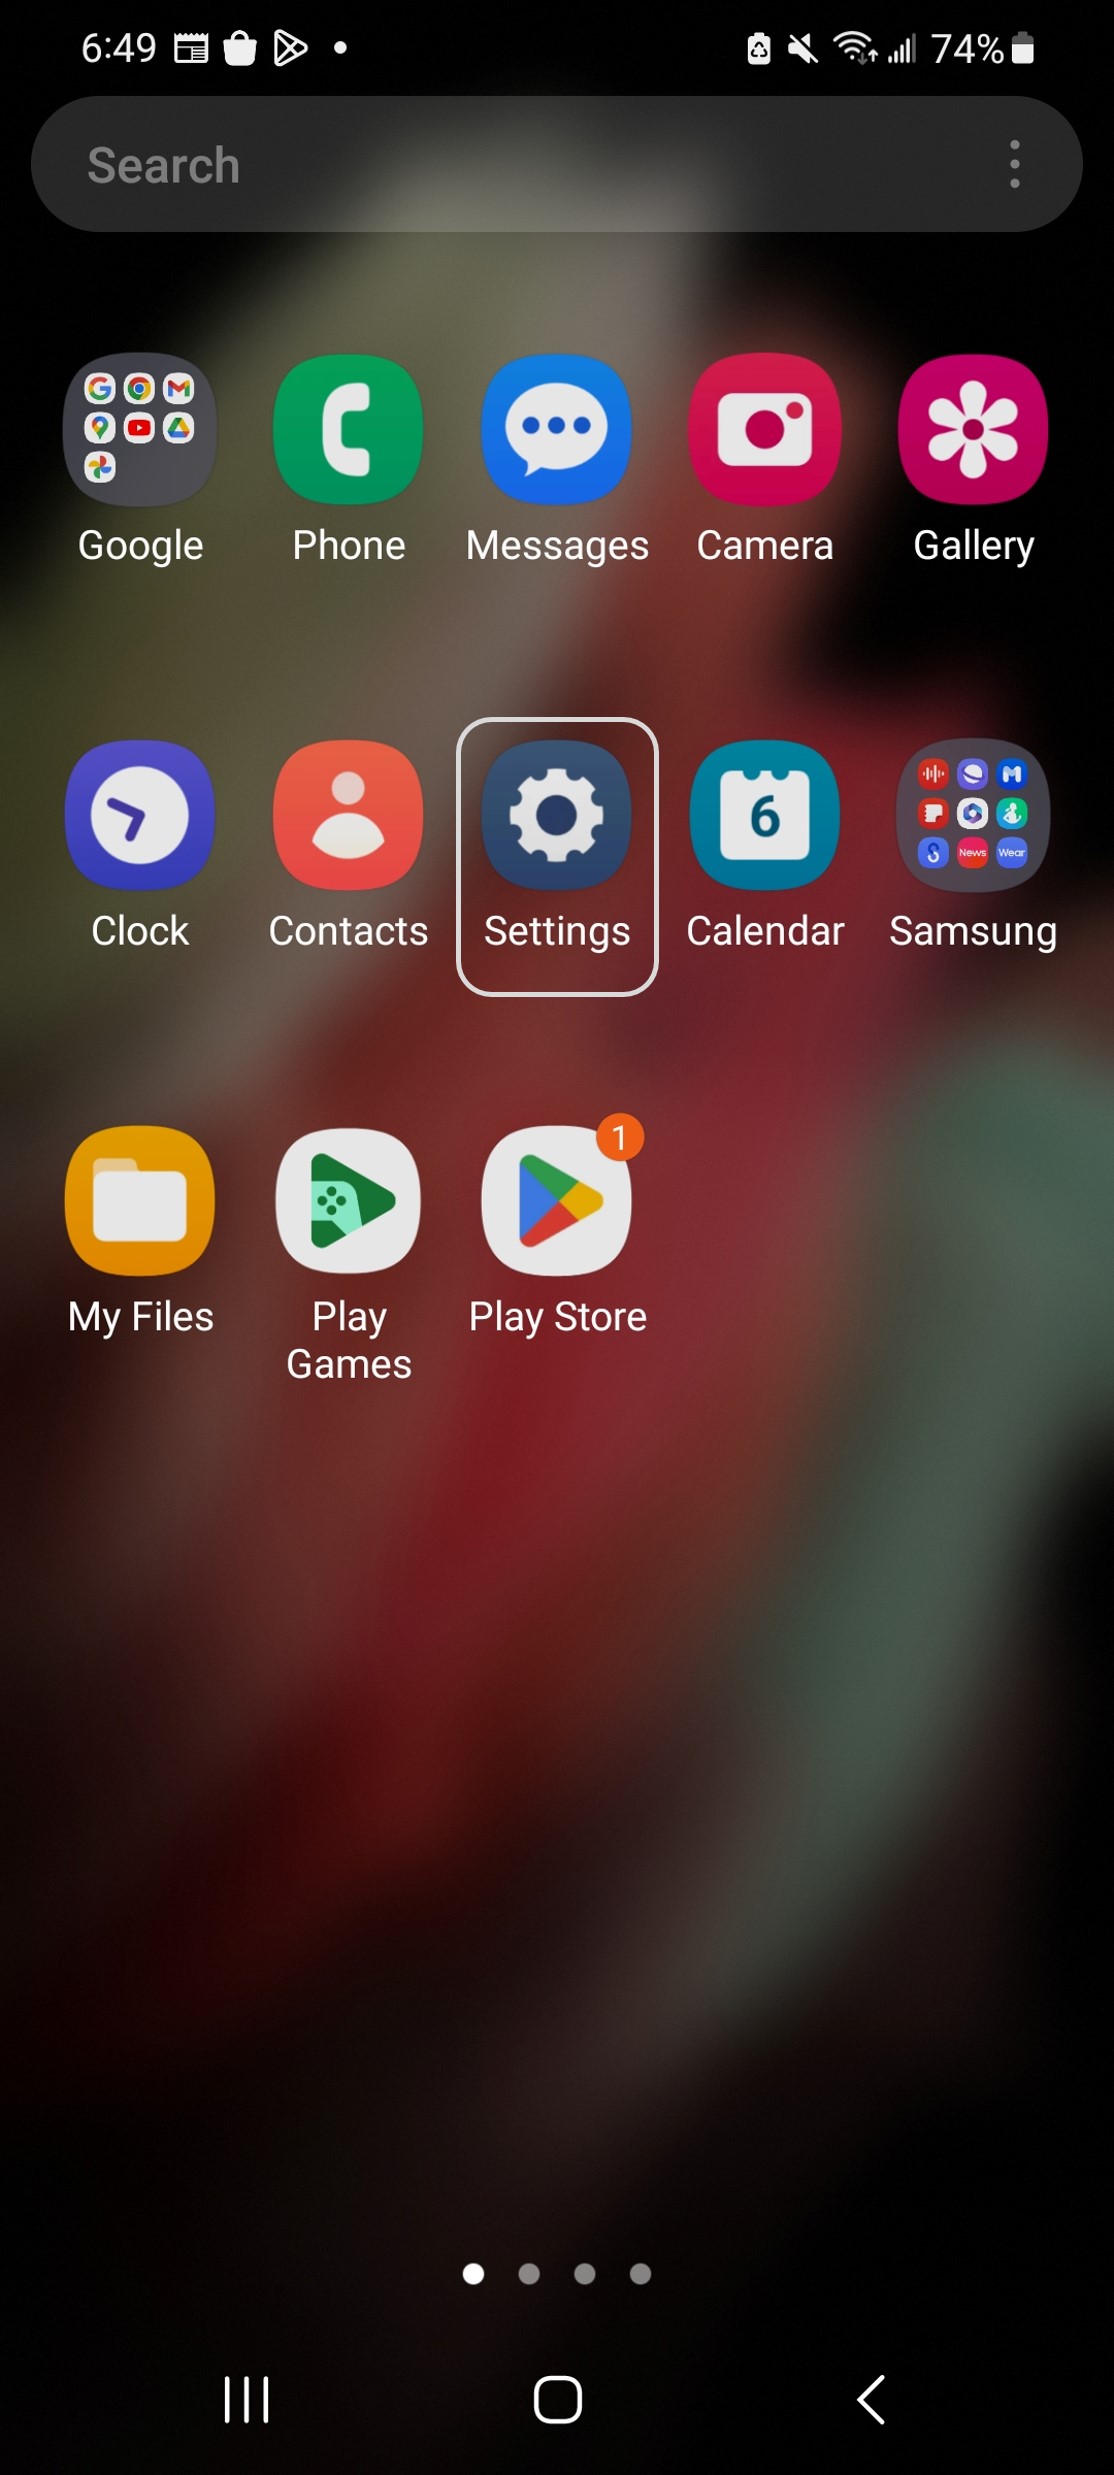 6:49 74%
Search
Google Phone Messages Camera Gallery
6
News Wear
Clock Contacts Settings Calendar Samsung
1
My Files Play Games Play Store